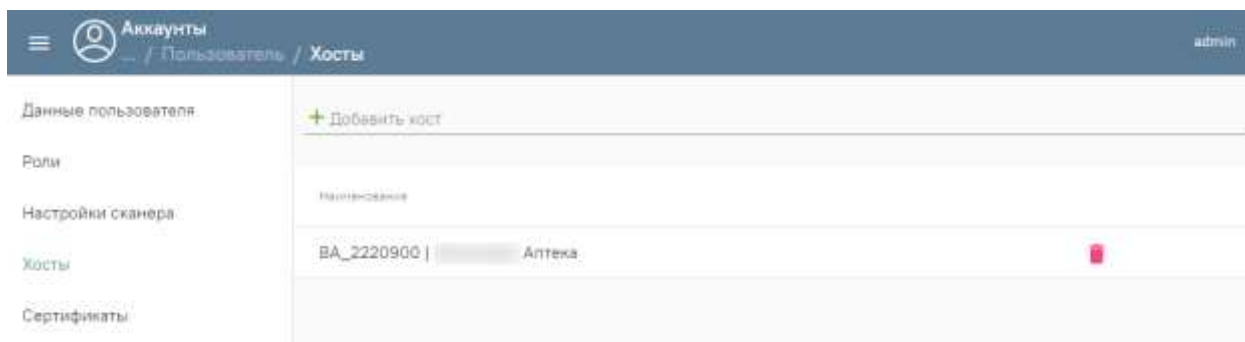 Аккаунты
... / Пользователь / Хосты
admin
Данные пользователя
Роли
Настройки сканера
Хосты
Сертификаты
+ Добавить хост
Наименование
BA_2220900 | Аптека